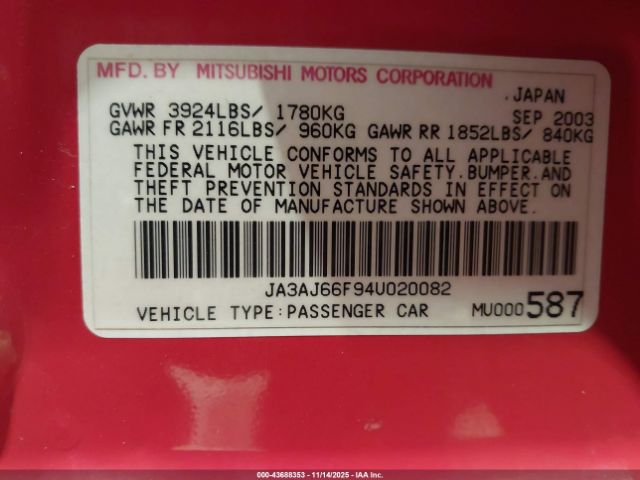 MFD. BY MITSUBISHI MOTORS CORPORATION
.JAPAN
GVWR 3924LBS/ 1780KG SEP 2003
GAWR FR 2116LBS/ 960KG GAWR RR 1852LBS/ 840KG
THIS VEHICLE CONFORMS TO ALL APPLICABLE
FEDERAL MOTOR VEHICLE SAFETY.BUMPER.AND
THEFT PREVENTION STANDARDS IN EFFECT ON
THE DATE OF MANUFACTURE SHOWN ABOVE.
JA3AJ66F94U020082
VEHICLE TYPE:PASSENGER CAR MU000587
000-43688353 - 11/14/2025 - IAA Inc.